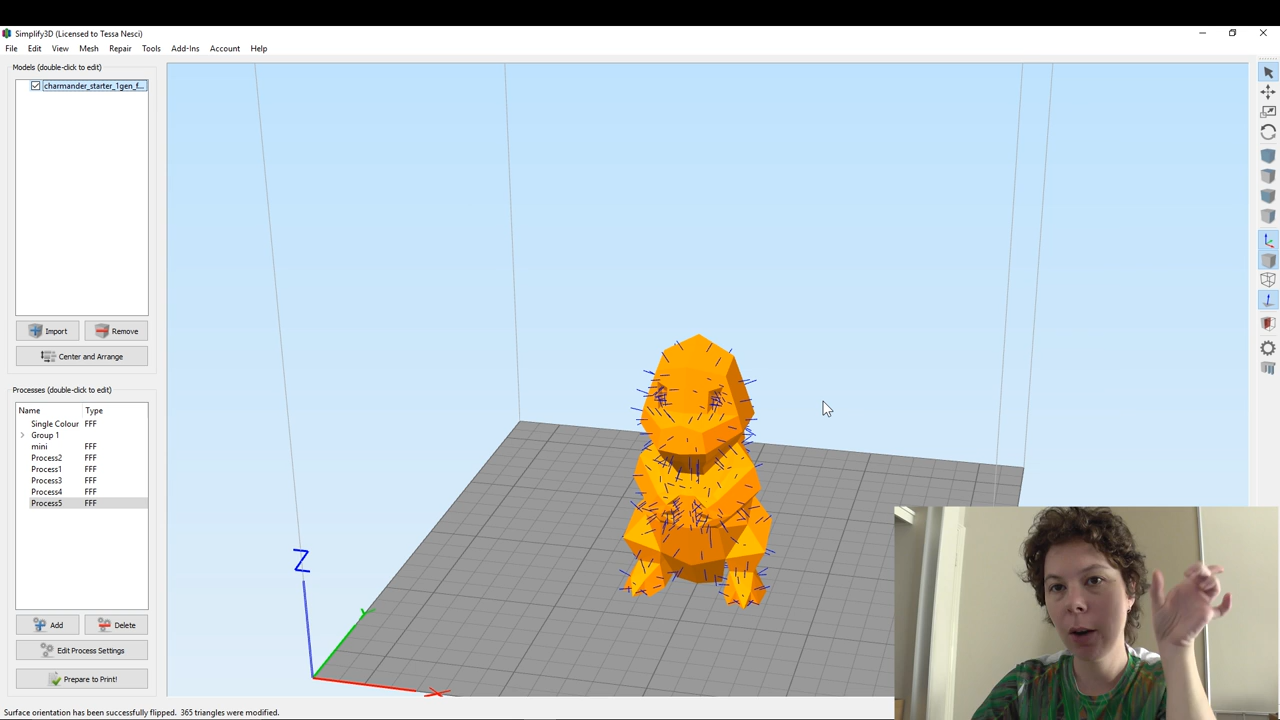 Simplify3D (Licensed to Tessa Nesci)
File Edit View Mesh Repair Tools Add-Ins Account Help
Models (double-click to edit)
charmander_starter_1gen_f...
Import Remove
Center and Arrange
Processes (double-click to edit)
Name Type
Single Colour FFF
Group 1
mini FFF
Process2 FFF
Process1 FFF
Process3 FFF
Process4 FFF
Process5 FFF
Add Delete
Edit Process Settings
Prepare to Print!
Z
Y
X
Surface orientation has been successfully flipped. 365 triangles were modified.